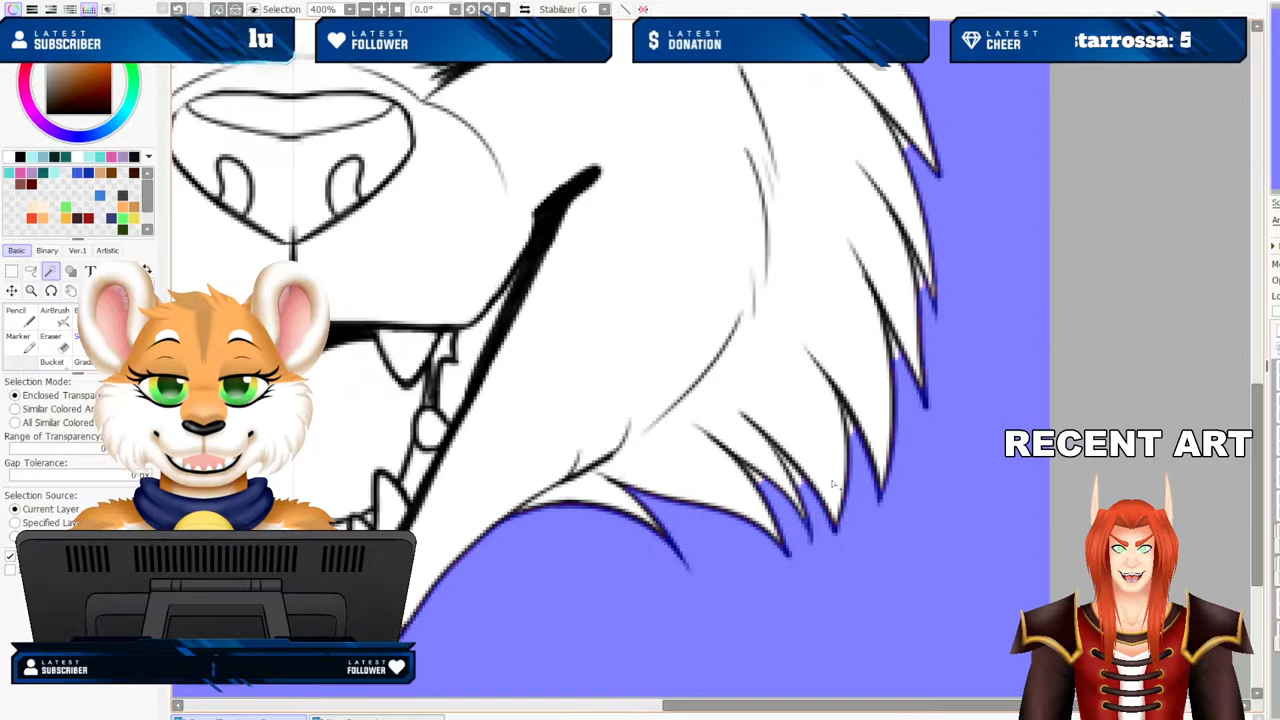 Selection
400%
0.0°
Stabilizer 6
LATEST SUBSCRIBER
lu
LATEST FOLLOWER
LATEST DONATION
LATEST CHEER
tarrossa: 5
Basic Binary Ver.1 Artistic
T
Pencil AirBrush
Marker Eraser
Bucket
Selection Mode:
Enclosed Transpa
Similar Colored Ar
All Similar Colored
Range of Transparency:
Gap Tolerance:
0 px
Selection Source:
Current Layer
Specified
RECENT ART
LATEST SUBSCRIBER
LATEST FOLLOWER